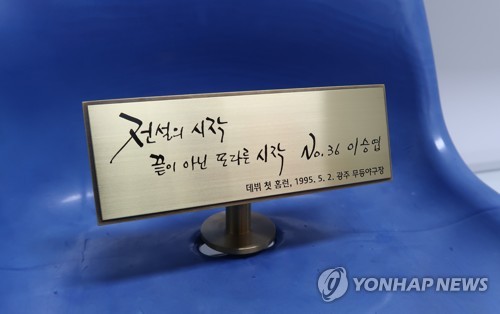 전설의 시작
끝이 아닌 또다른 시작 No. 36 이승엽
데뷔 첫 홈런, 1995. 5. 2. 광주 무등야구장
YONHAP NEWS